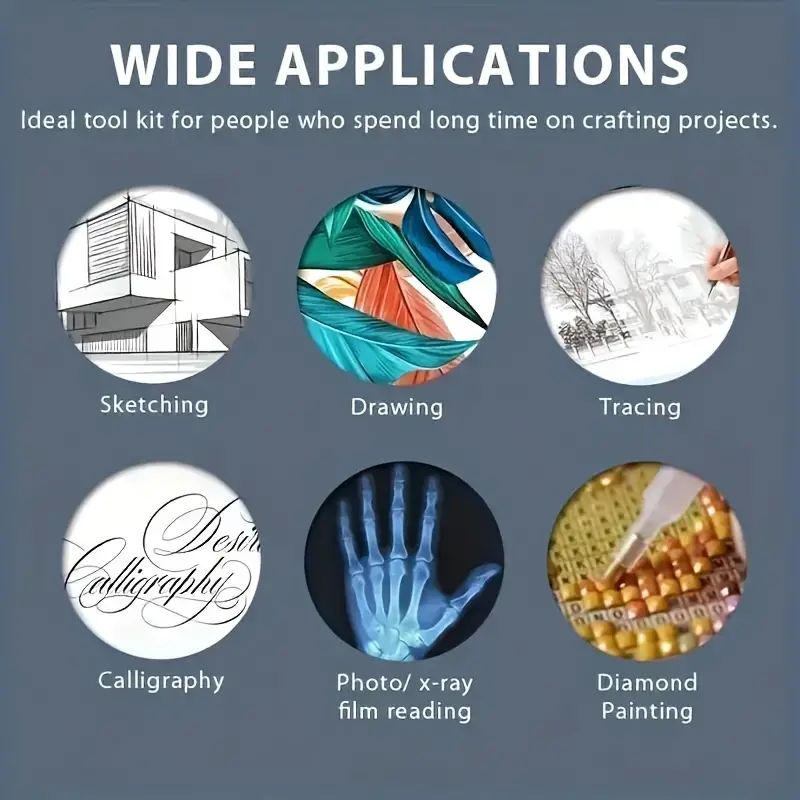 WIDE APPLICATIONS
Ideal tool kit for people who spend long time on crafting projects.
Sketching
Drawing
Tracing
Calligraphy
Calligraphy
Photo/ x-ray
film reading
Diamond
Painting